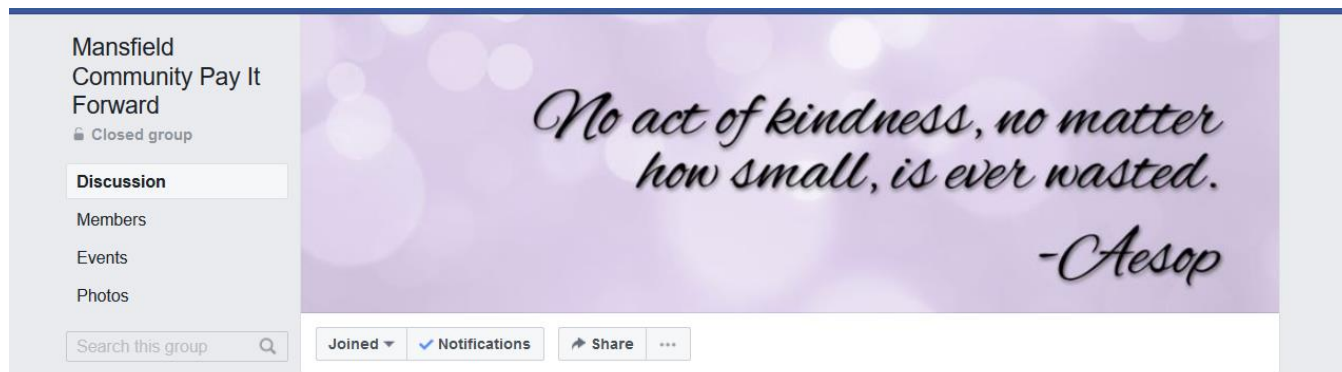 Mansfield
Community Pay It
Forward
Closed group
Discussion
Members
Events
Photos
Search this group
No act of kindness, no matter
how small, is ever wasted.
-Aesop
Joined
Notifications
Share